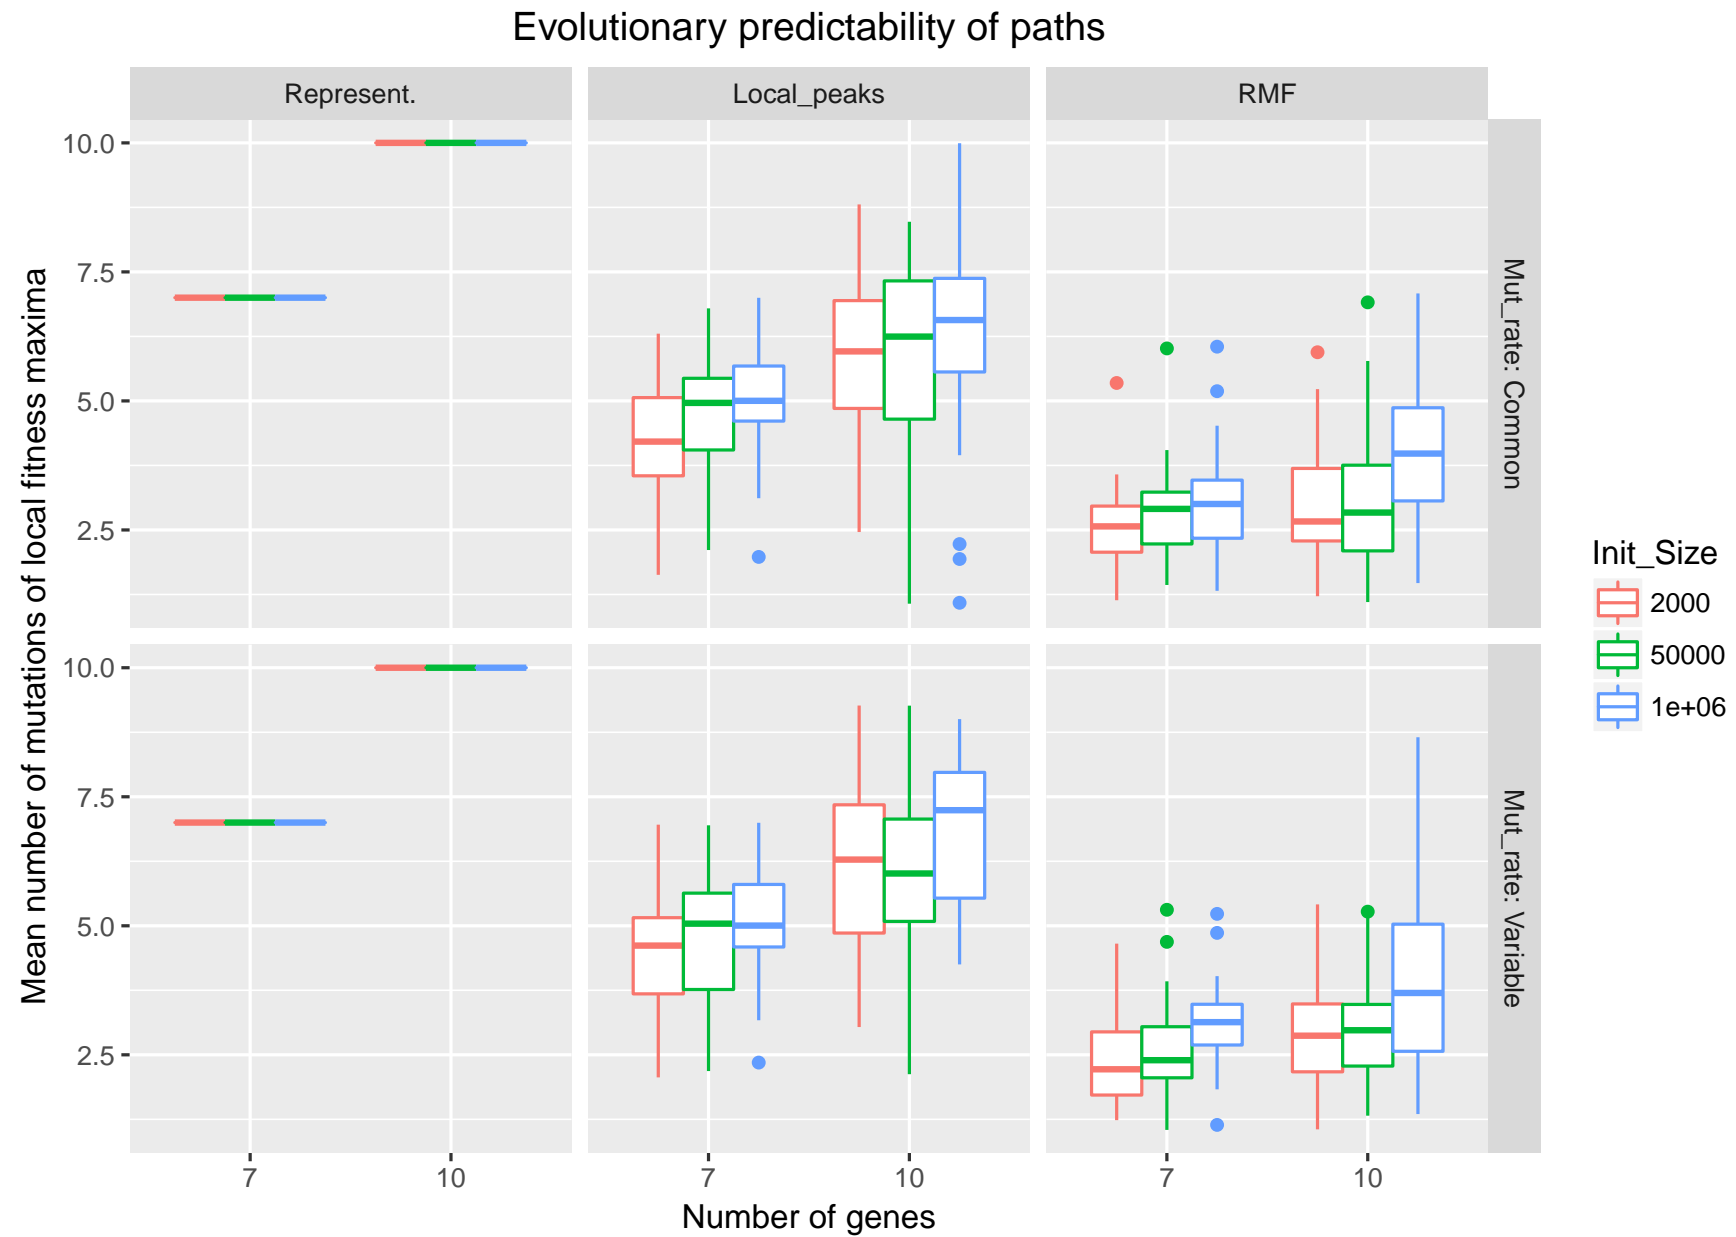 Evolutionary predictability of paths
Represent.
Local_peaks
RMF
Mean number of mutations of local fitness maxima
10.0
7.5
5.0
2.5
Mut_rate: Common
10.0
7.5
5.0
2.5
Mut_rate: Variable
7
10
7
10
7
10
Number of genes
Init_Size
2000
50000
1e+06